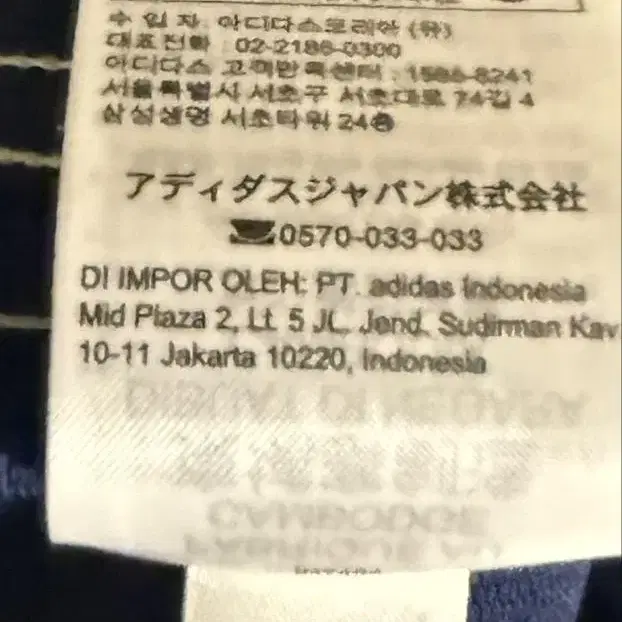 수 입 자: 아디다스코리아 (유)
대표전화 : 02-2186-0300
아디다스 고객만족센터 : 1588-8241
서울특별시 서초구 서초대로 74길 4
삼성생명 서초타워 24층
アディダスジャパン株式会社
☎0570-033-033
DI IMPOR OLEH: PT. adidas Indonesia
Mid Plaza 2, Lt. 5 JL. Jend. Sudirman Kav.
10-11 Jakarta 10220, Indonesia